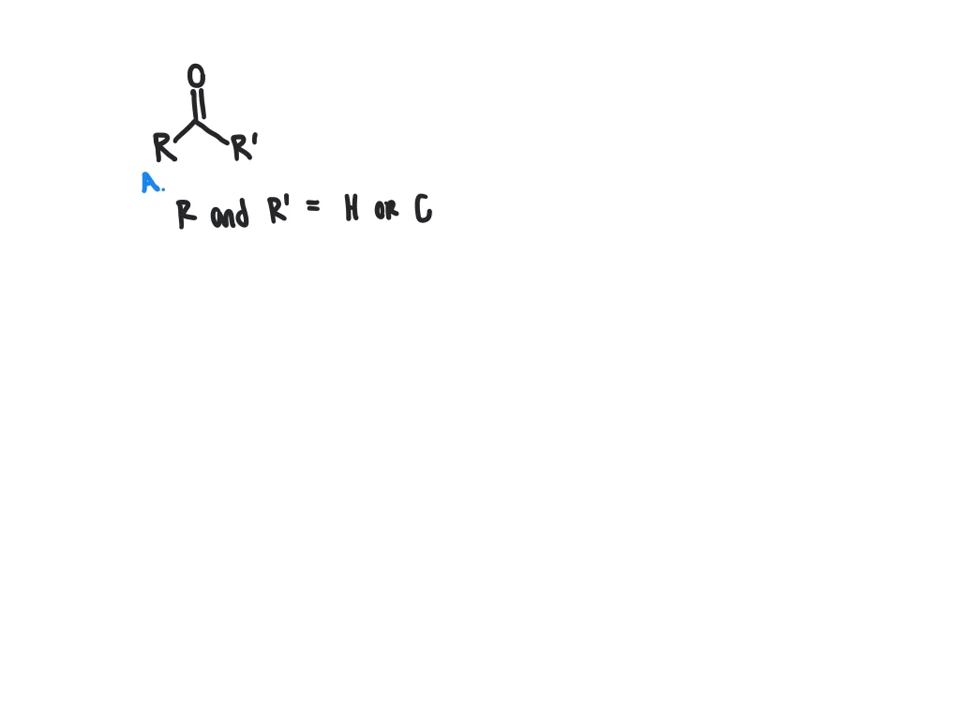 O
R R'
A.
R and R' = H or C